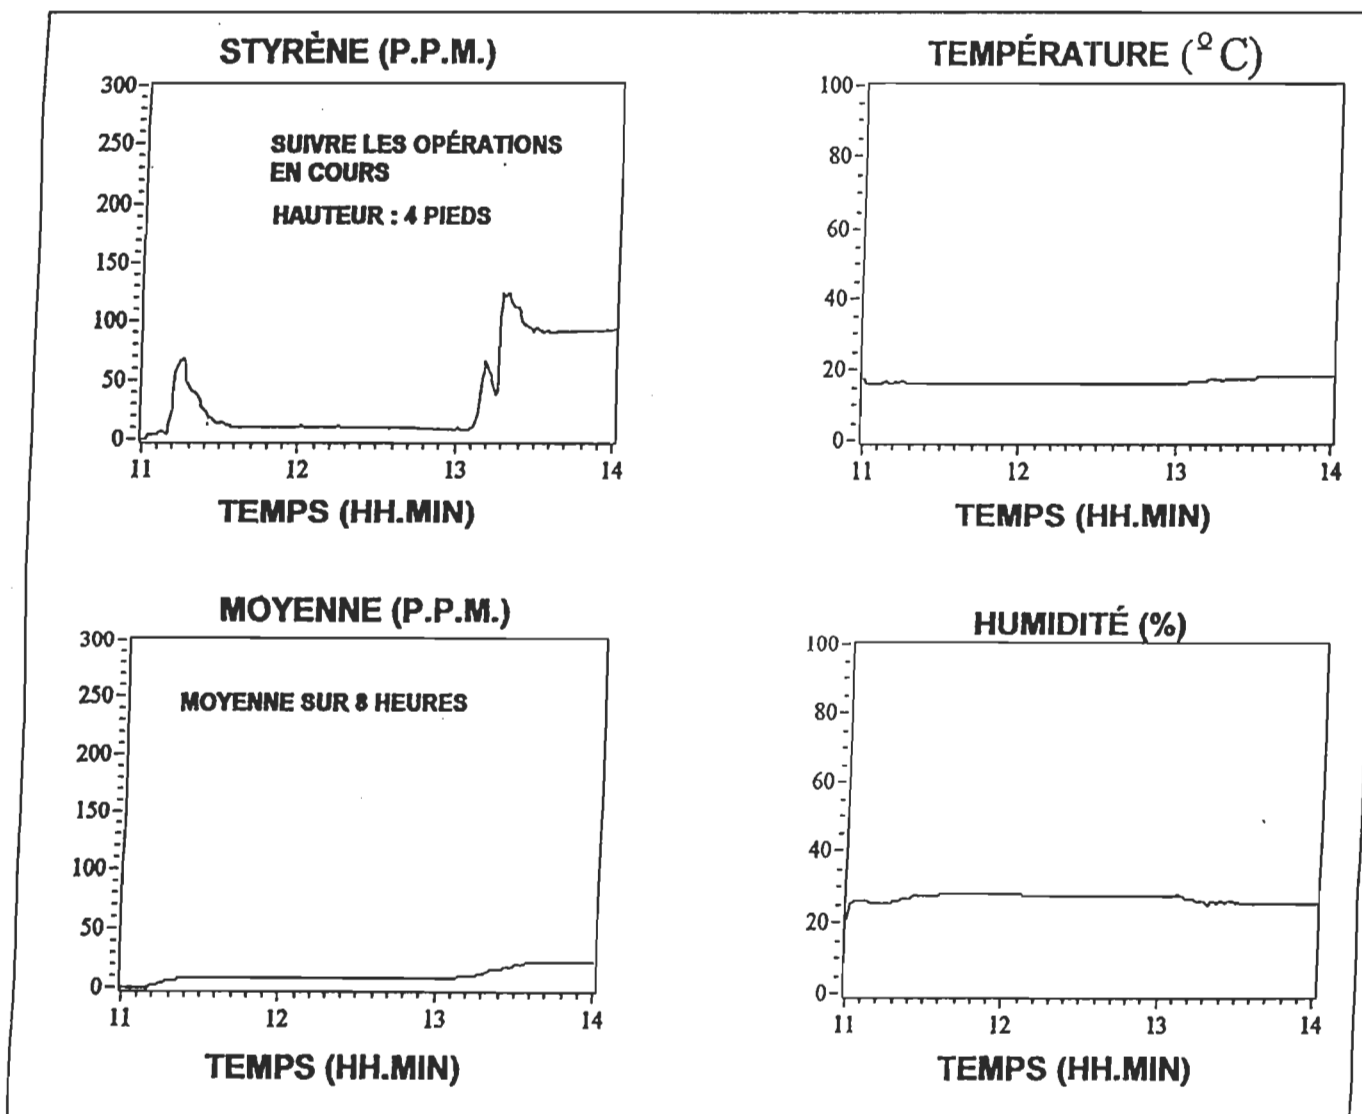 STYRÈNE (P.P.M.)
300
250
200
150
100
50
0
SUIVRE LES OPÉRATIONS
EN COURS
HAUTEUR : 4 PIEDS
11 12 13 14
TEMPS (HH.MIN)
TEMPÉRATURE (º C)
100
80
60
40
20
0
11 12 13 14
TEMPS (HH.MIN)
MOYENNE (P.P.M.)
300
250
200
150
100
50
0
MOYENNE SUR 8 HEURES
11 12 13 14
TEMPS (HH.MIN)
HUMIDITÉ (%)
100
80
60
40
20
0
11 12 13 14
TEMPS (HH.MIN)